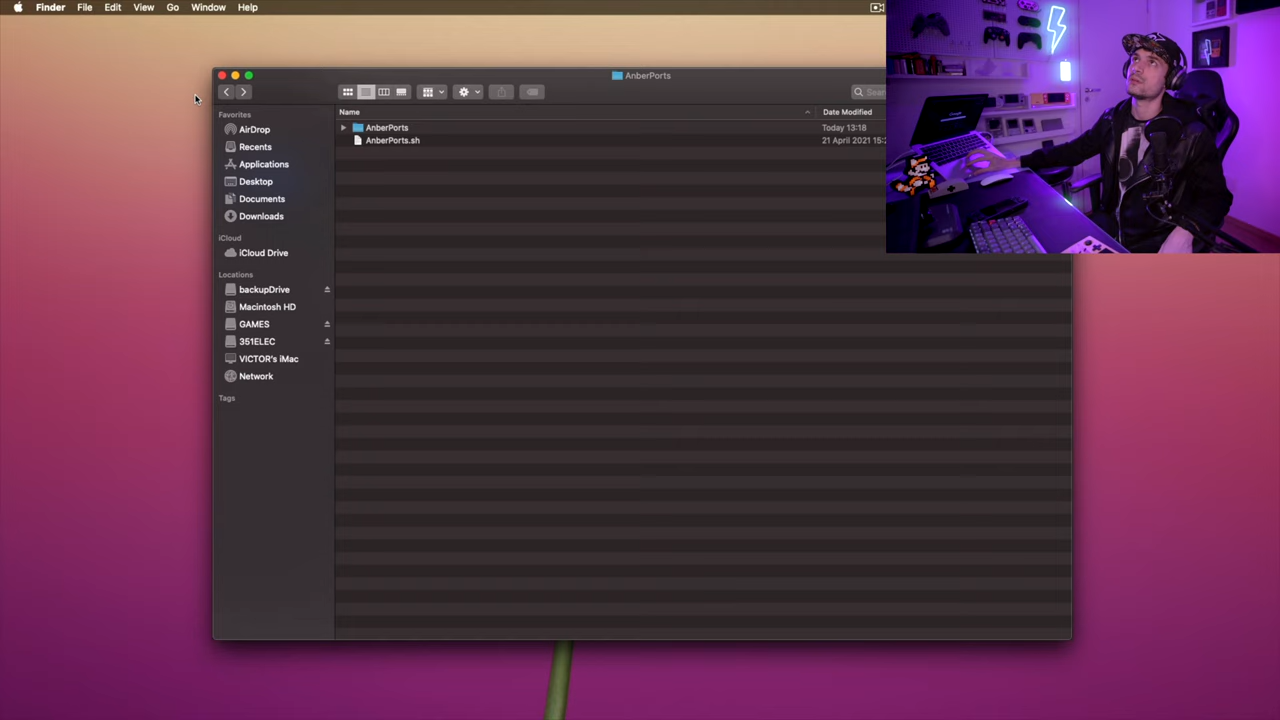 Finder File Edit View Go Window Help
AnberPorts
Name Date Modified
AnberPorts Today 13:18
AnberPorts.sh 21 April 2021
Favorites
AirDrop
Recents
Applications
Desktop
Documents
Downloads
iCloud
iCloud Drive
Locations
backupDrive
Macintosh HD
GAMES
351ELEC
VICTOR's iMac
Network
Tags